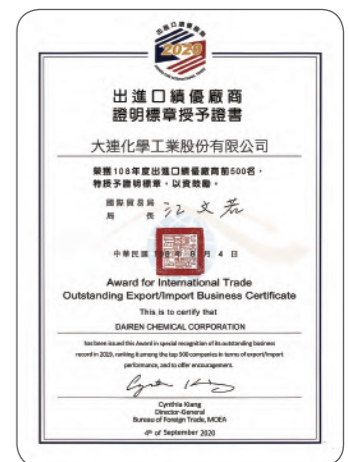 2020
出進口績優廠商
證明標章授予證書
大連化學工業股份有限公司
榮獲108年度出進口績優廠商前500名，
特授予證明標章，以資鼓勵。
國際貿易局
局 長 江文若
中華民國 年 月 4 日
Award for International Trade
Outstanding Export/Import Business Certificate
This is to certify that
DAIREN CHEMICAL CORPORATION
has been issued this Award in special recognition of its outstanding business
record in 2019, ranking it among the top 500 companies in terms of export/import
performance, and to offer encouragement.
Cynthia Kiang
Cynthia Kiang
Director-General
Bureau of Foreign Trade, MOEA
4th of September 2020